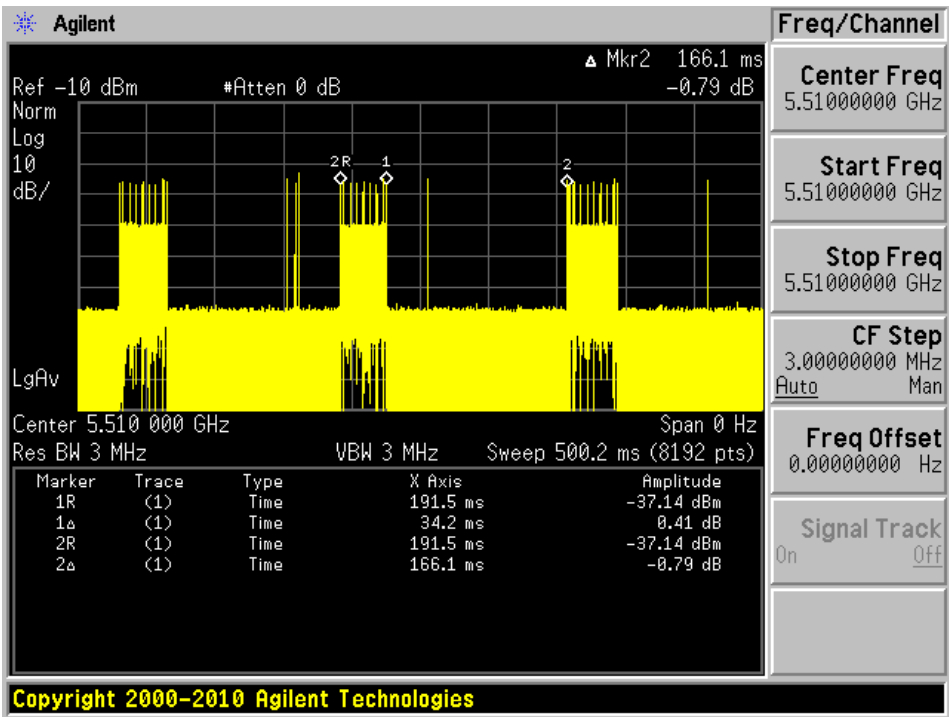 Agilent
Freq/Channel
Δ Mkr2 166.1 ms
Ref -10 dBm #Atten 0 dB -0.79 dB
Norm
Log
10
dB/
2R 1 2
LgAv
Center 5.510 000 GHz Span 0 Hz
Res BW 3 MHz VBW 3 MHz Sweep 500.2 ms (8192 pts)
Marker Trace Type X Axis Amplitude
1R (1) Time 191.5 ms -37.14 dBm
1Δ (1) Time 34.2 ms 0.41 dB
2R (1) Time 191.5 ms -37.14 dBm
2Δ (1) Time 166.1 ms -0.79 dB
Center Freq
5.51000000 GHz
Start Freq
5.51000000 GHz
Stop Freq
5.51000000 GHz
CF Step
3.00000000 MHz
Auto Man
Freq Offset
0.00000000 Hz
Signal Track
On Off
Copyright 2000-2010 Agilent Technologies